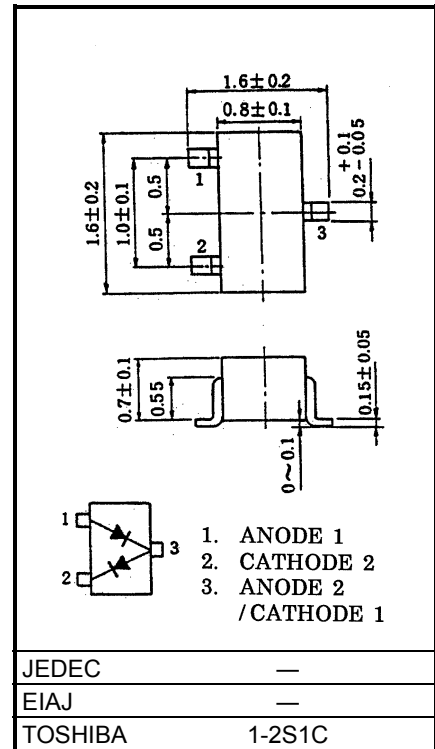 1.6±0.2
0.8±0.1
+0.1
0.2-0.05
1.6±0.2
1.0±0.1
0.5
0.5
1
2
3
0.7±0.1
0.55
0.15±0.05
0~0.1
1
2
3
1. ANODE 1
2. CATHODE 2
3. ANODE 2
/CATHODE 1
JEDEC —
EIAJ —
TOSHIBA 1-2S1C